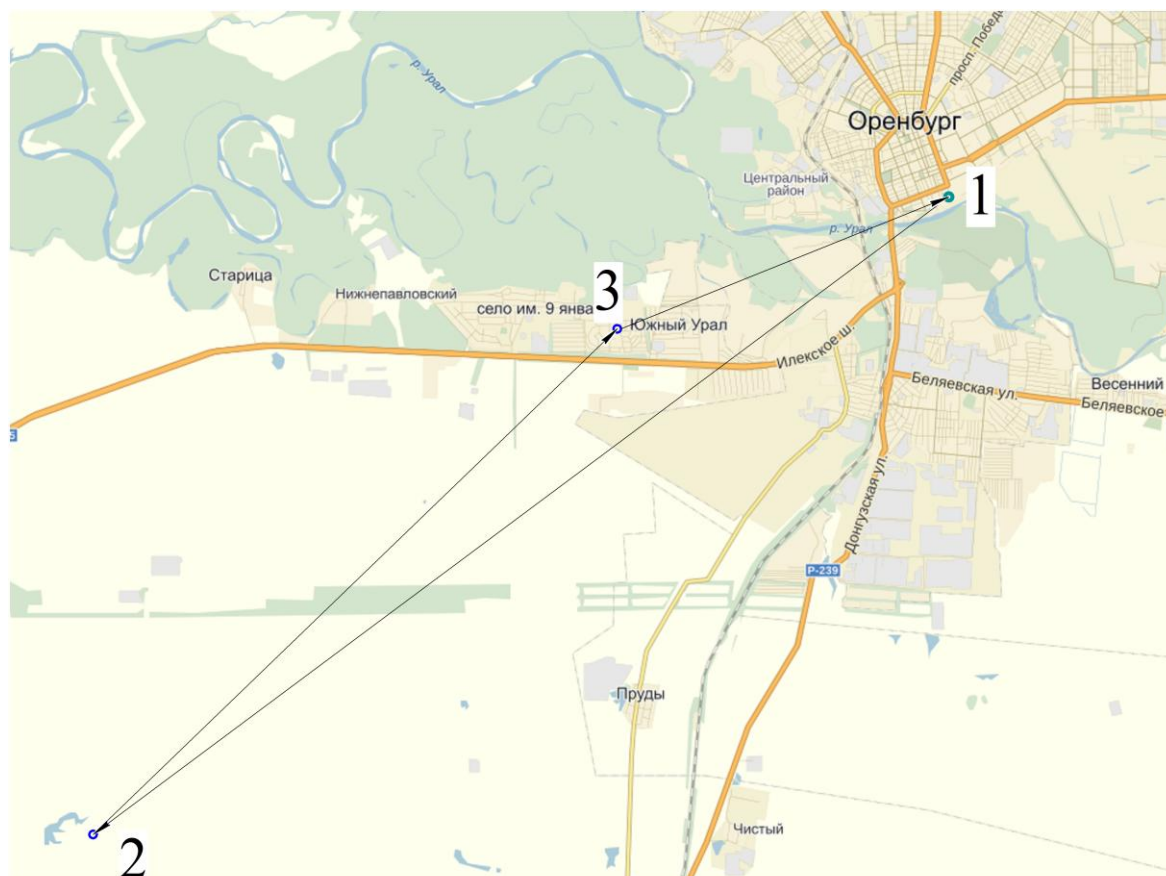 р. Урал
просп. Победы
Оренбург
Центральный
район
1
р. Урал
Старица
Нижнепавловский
село им. 9 янва
3
Южный Урал
Илекское ш.
Беляевская ул.
Весенний
Беляевское
Донгузская ул.
Р-239
Пруды
Чистый
2